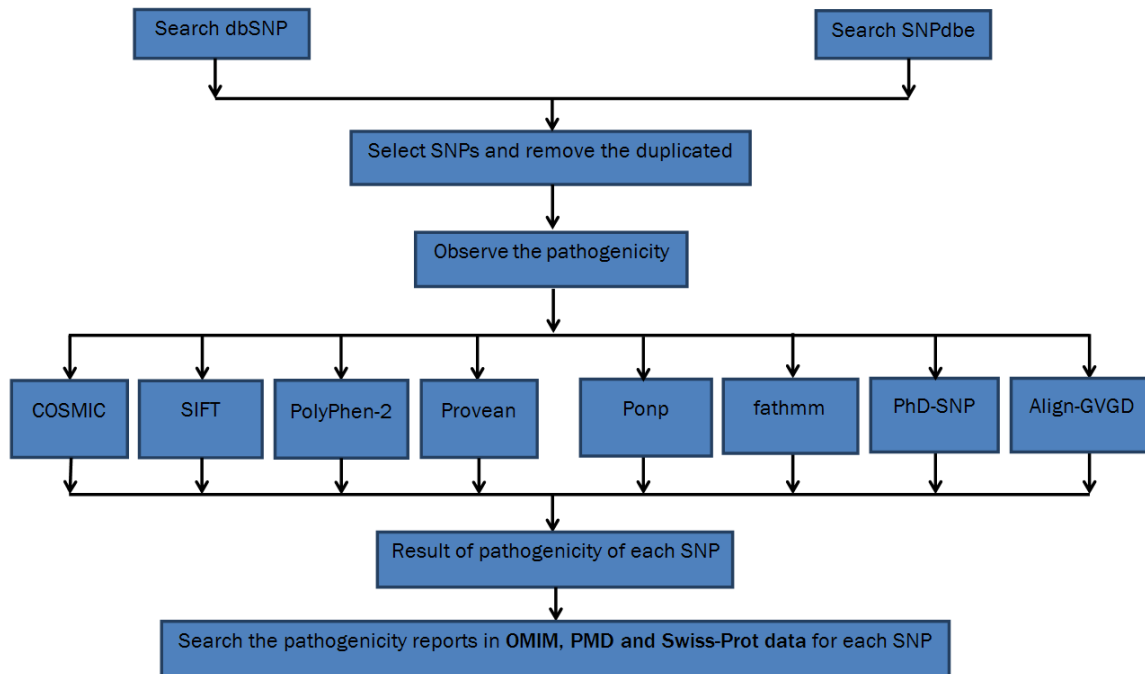 Search dbSNP
Search SNPdbe
Select SNPs and remove the duplicated
Observe the pathogenicity
COSMIC
SIFT
PolyPhen-2
Provean
Ponp
fathmm
PhD-SNP
Align-GVGD
Result of pathogenicity of each SNP
Search the pathogenicity reports in OMIM, PMD and Swiss-Prot data for each SNP